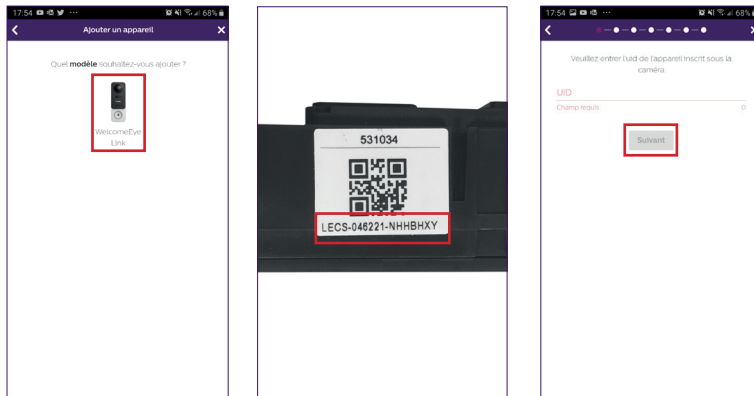 17:54 ... 68%
Ajouter un appareil
Quel modèle souhaitez-vous ajouter ?
WelcomeEye
Link
531034
LECS-046221-NHHBHXY
17:54 ... 68%
Veuillez entrer l'uid de l'appareil inscrit sous la
caméra.
UID
Champ requis
0
Suivant